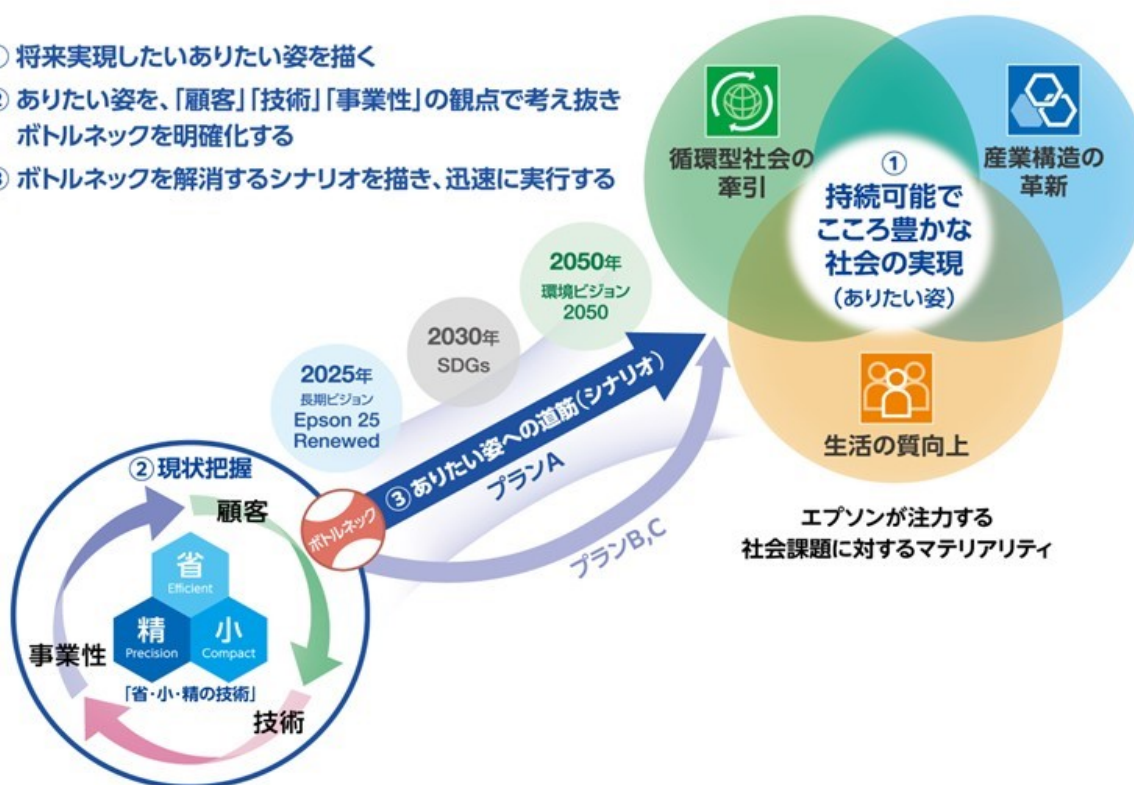 ① 将来実現したいありたい姿を描く
② ありたい姿を、「顧客」「技術」「事業性」の観点で考え抜き
ボトルネックを明確化する
③ ボトルネックを解消するシナリオを描き、迅速に実行する
循環型社会の
牽引
産業構造の
革新
①
持続可能で
こころ豊かな
社会の実現
(ありたい姿)
生活の質向上
エプソンが注力する
社会課題に対するマテリアリティ
2050年
環境ビジョン
2050
2030年
SDGs
2025年
長期ビジョン
Epson 25
Renewed
③ありたい姿への道筋(シナリオ)
プランA
プランB,C
ボトルネック
②現状把握
顧客
省
Efficient
精
Precision
小
Compact
事業性
「省・小・精の技術」
技術